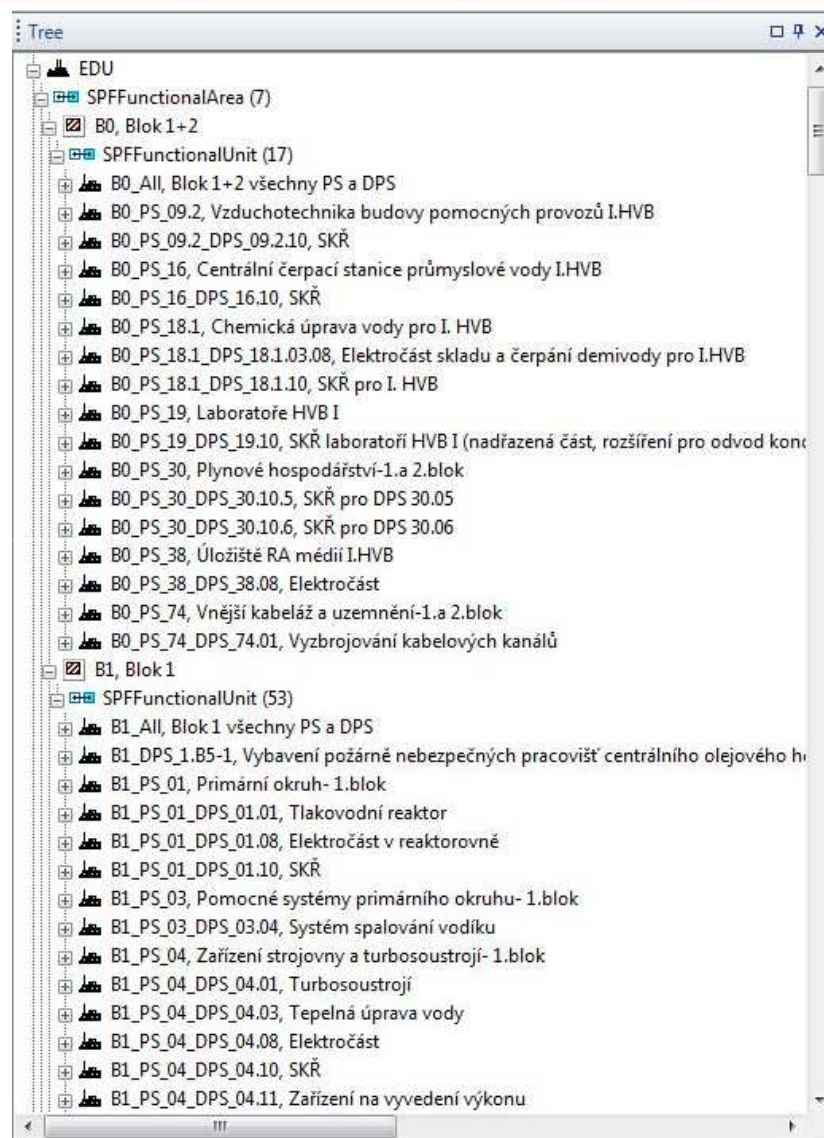 Tree
EDU
SPFFunctionalArea (7)
B0, Blok 1+2
SPFFunctionalUnit (17)
B0_All, Blok 1+2 všechny PS a DPS
B0_PS_09.2, Vzduchotechnika budovy pomocných provozů I.HVB
B0_PS_09.2_DPS_09.2.10, SKŘ
B0_PS_16, Centrální čerpací stanice průmyslové vody I.HVB
B0_PS_16_DPS_16.10, SKŘ
B0_PS_18.1, Chemická úprava vody pro I. HVB
B0_PS_18.1_DPS_18.1.03.08, Elektročást skladu a čerpání demivody pro I.HVB
B0_PS_18.1_DPS_18.1.10, SKŘ pro I. HVB
B0_PS_19, Laboratoře HVB I
B0_PS_19_DPS_19.10, SKŘ laboratoří HVB I (nadřazená část, rozšíření pro odvod
B0_PS_30, Plynové hospodářství-1.a 2.blok
B0_PS_30_DPS_30.10.5, SKŘ pro DPS 30.05
B0_PS_30_DPS_30.10.6, SKŘ pro DPS 30.06
B0_PS_38, Úložiště RA médií I.HVB
B0_PS_38_DPS_38.08, Elektročást
B0_PS_74, Vnější kabeláž a uzemnění-1.a 2.blok
B0_PS_74_DPS_74.01, Vyzbrojování kabelových kanálů
B1, Blok 1
SPFFunctionalUnit (53)
B1_All, Blok 1 všechny PS a DPS
B1_DPS_1.B5-1, Vybavení požárně nebezpečných pracovišť centrálního olejového
B1_PS_01, Primární okruh- 1.blok
B1_PS_01_DPS_01.01, Tlakovodní reaktor
B1_PS_01_DPS_01.08, Elektročást v reaktorovně
B1_PS_01_DPS_01.10, SKŘ
B1_PS_03, Pomocné systémy primárního okruhu- 1.blok
B1_PS_03_DPS_03.04, Systém spalování vodíku
B1_PS_04, Zařízení strojovny a turbosoustrojí- 1.blok
B1_PS_04_DPS_04.01, Turbosoustrojí
B1_PS_04_DPS_04.03, Tepelná úprava vody
B1_PS_04_DPS_04.08, Elektročást
B1_PS_04_DPS_04.10, SKŘ
B1_PS_04_DPS_04.11, Zařízení na vyvedení výkonu